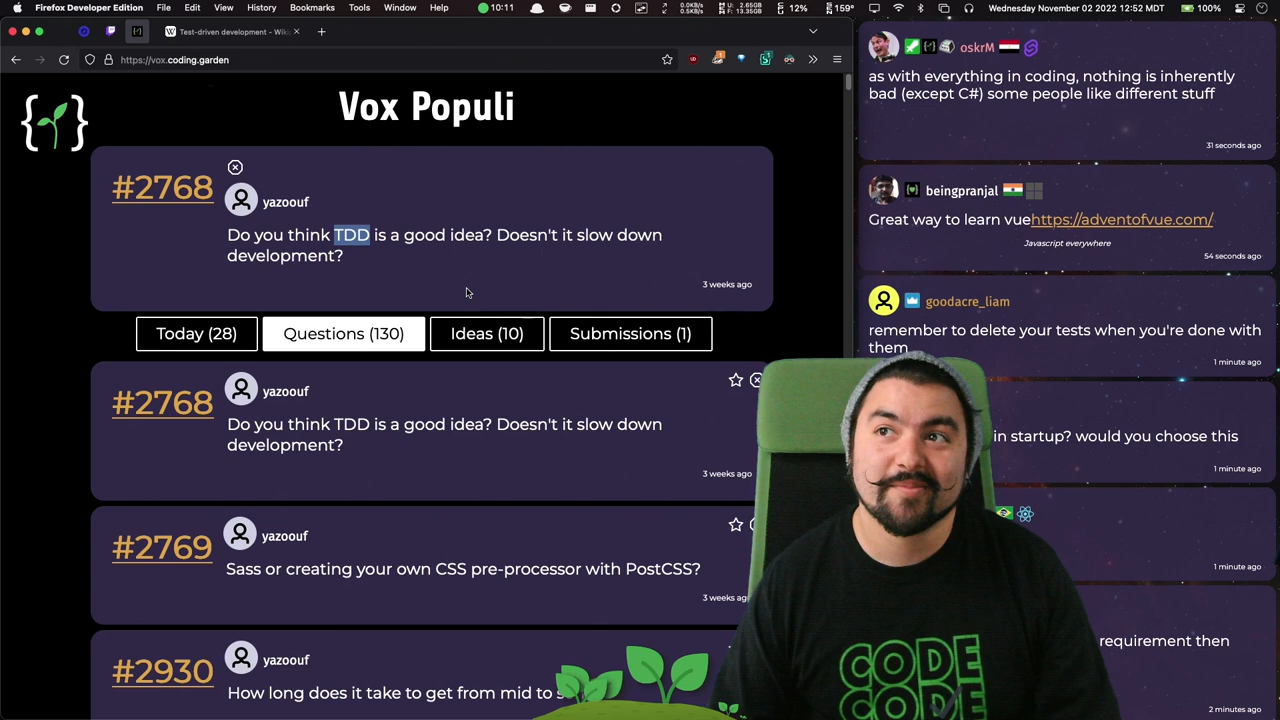 Firefox Developer Edition File Edit View History Bookmarks Tools Window Help 10:11 0.0KB/s 0.0KB/s M: U: 2.65GB F: 13.35GB 12% 159° 100% Wednesday November 02 2022 12:52 MDT
Test-driven development - Wiki
https://vox.coding.garden
Vox Populi
#2768
yazoouf
Do you think TDD is a good idea? Doesn't it slow down
development?
3 weeks ago
Today (28) Questions (130) Ideas (10) Submissions (1)
#2768
yazoouf
Do you think TDD is a good idea? Doesn't it slow down
development?
3 weeks ago
#2769
yazoouf
Sass or creating your own CSS pre-processor with PostCSS?
3 weeks ago
#2930
yazoouf
How long does it take to get from mid to
oskrM
as with everything in coding, nothing is inherently
bad (except C#) some people like different stuff
31 seconds ago
beingpranjal
Great way to learn vuehttps://adventofvue.com/
Javascript everywhere
54 seconds ago
goodacre_liam
remember to delete your tests when you're done with
them
1 minute ago
in startup? would you choose this
1 minute ago
1 minute ago
requirement then
2 minutes ago
CODE
CODE